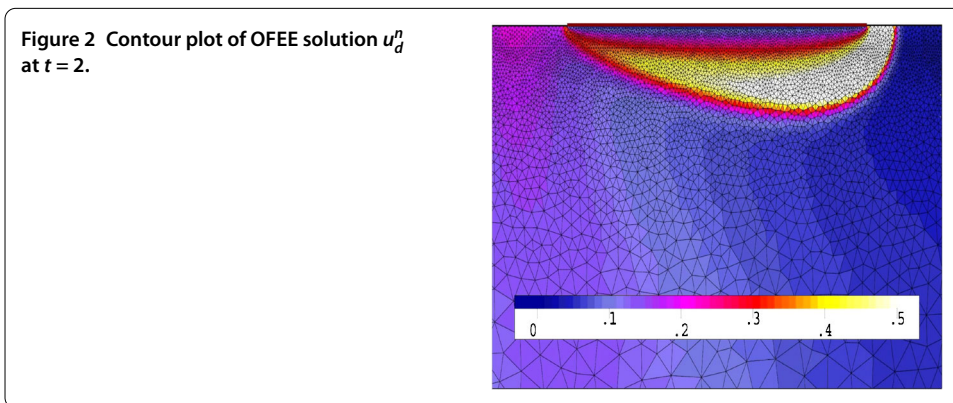 Figure 2 Contour plot of OFEE solution u_d^n
at t = 2.
0 .1 .2 .3 .4 .5